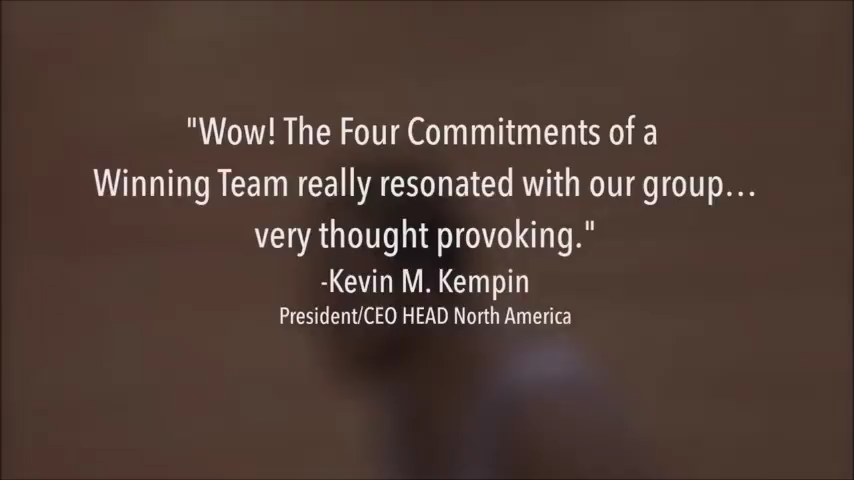 "Wow! The Four Commitments of a
Winning Team really resonated with our group...
very thought provoking."
-Kevin M. Kempin
President/CEO HEAD North America